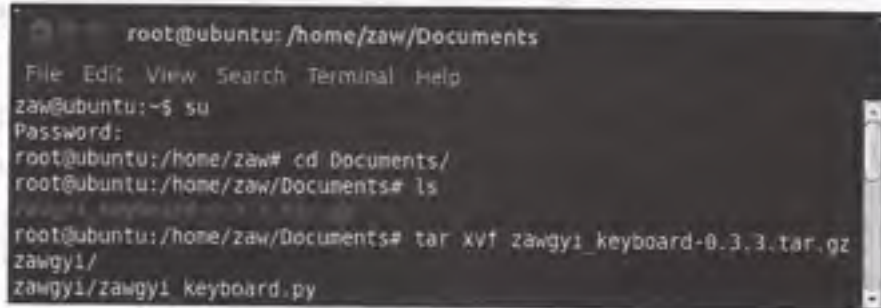 root@ubuntu: /home/zaw/Documents
File Edit View Search Terminal Help
zaw@ubuntu:~$ su
Password:
root@ubuntu:/home/zaw# cd Documents/
root@ubuntu:/home/zaw/Documents# ls
root@ubuntu:/home/zaw/Documents# tar xvf zawgyi_keyboard-0.3.3.tar.gz
zawgyi/
zawgyi/zawgyi_keyboard.py